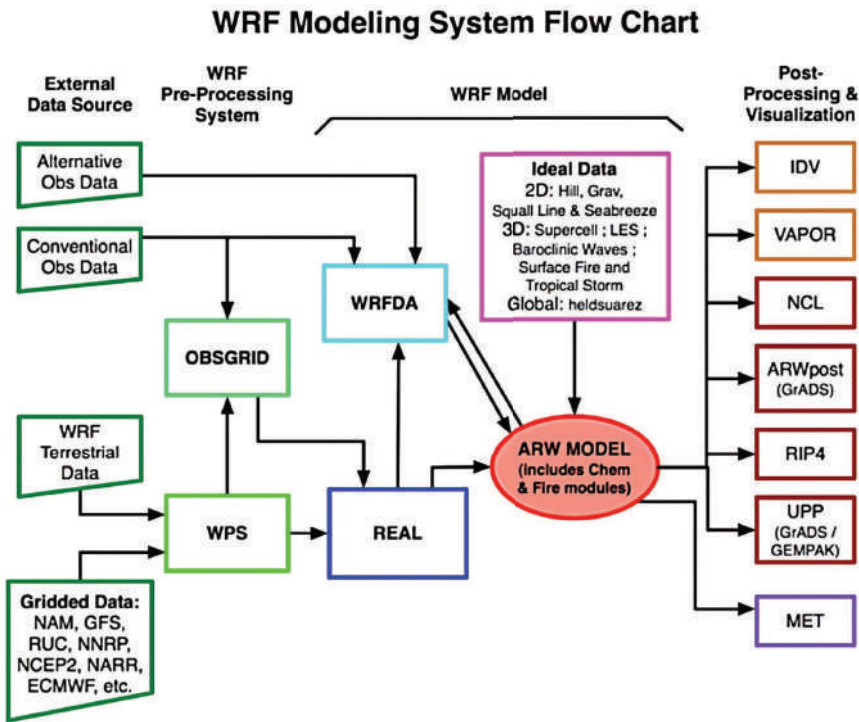 WRF Modeling System Flow Chart
External
Data Source
WRF
Pre-Processing
System
WRF Model
Post-
Processing &
Visualization
Alternative
Obs Data
Conventional
Obs Data
WRF
Terrestrial
Data
Gridded Data:
NAM, GFS,
RUC, NNRP,
NCEP2, NARR,
ECMWF, etc.
OBSGRID
WPS
WRFDA
REAL
Ideal Data
2D: Hill, Grav,
Squall Line & Seabreeze
3D: Supercell ; LES ;
Baroclinic Waves ;
Surface Fire and
Tropical Storm
Global: heldsuarez
ARW MODEL
(includes Chem
& Fire modules)
IDV
VAPOR
NCL
ARWpost
(GrADS)
RIP4
UPP
(GrADS /
GEMPAK)
MET